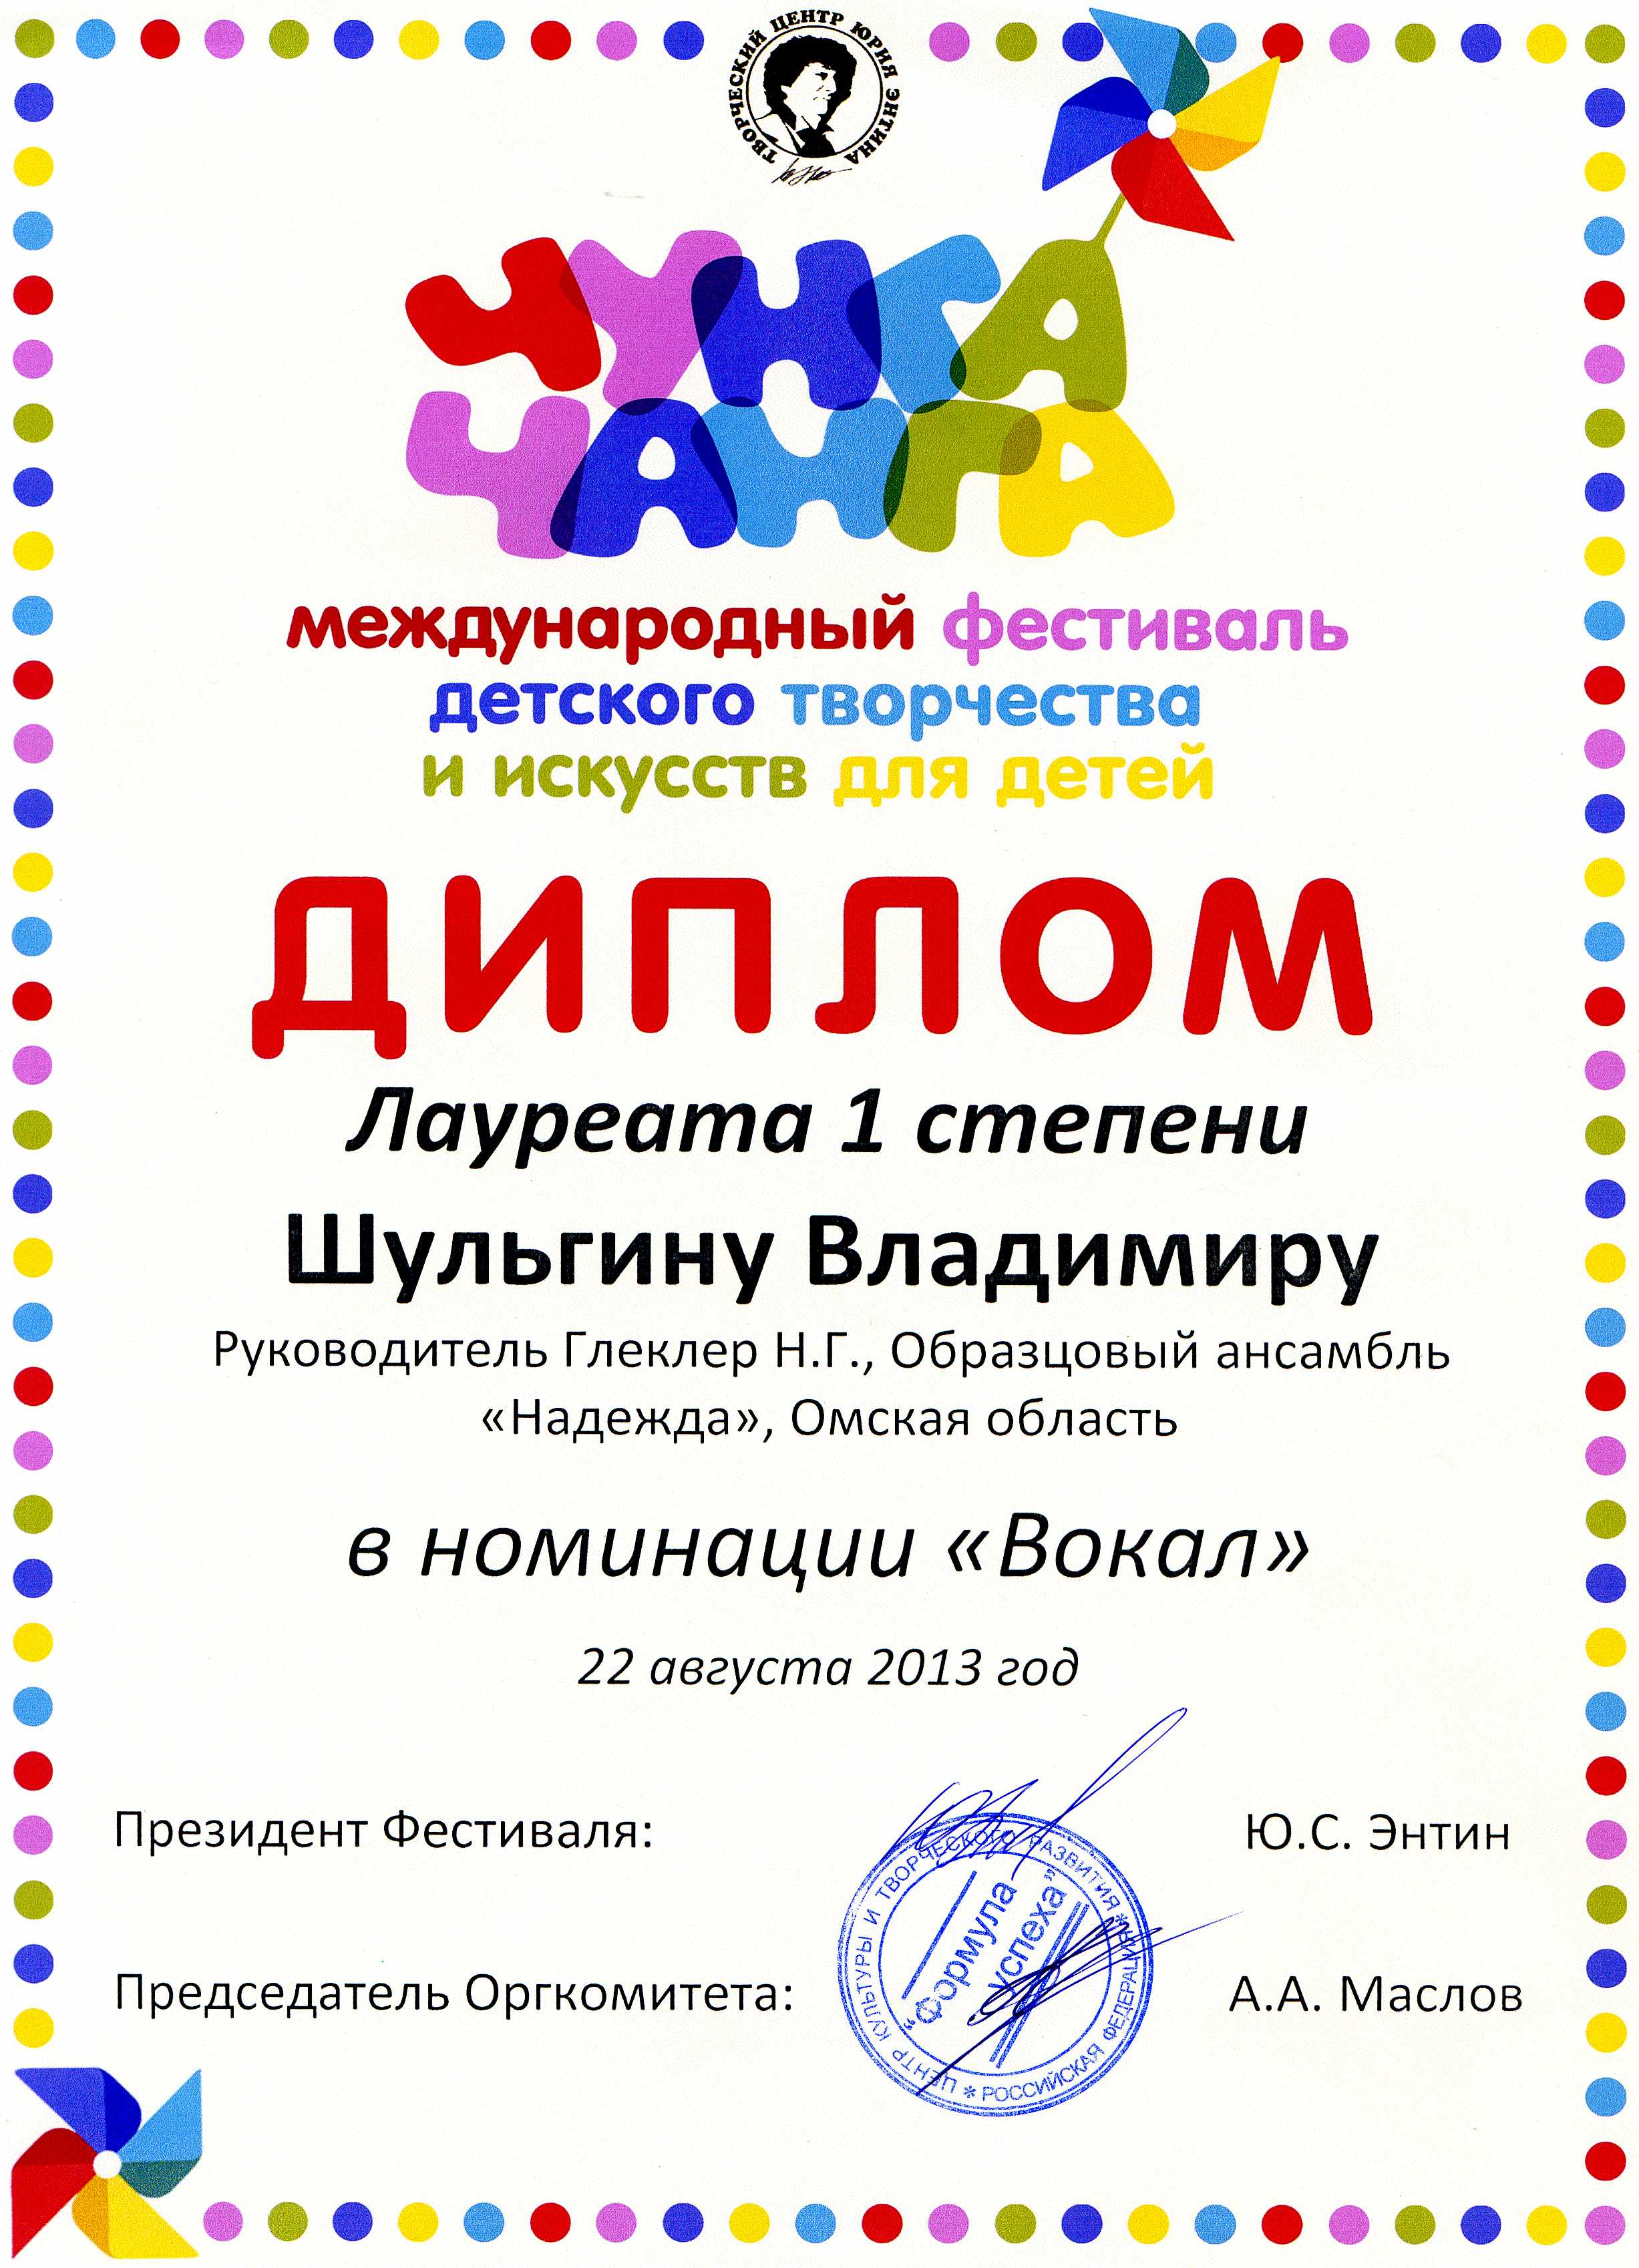 ТВОРЧЕСКИЙ ЦЕНТР ЮРИЯ ЭНТИНА
ЧУНГА
ЧАНГА
международный фестиваль
детского творчества
и искусств для детей
ДИПЛОМ
Лауреата 1 степени
Шульгину Владимиру
Руководитель Глеклер Н.Г., Образцовый ансамбль
«Надежда», Омская область
в номинации «Вокал»
22 августа 2013 год
Президент Фестиваля:
Ю.С. Энтин
ЦЕНТР КУЛЬТУРЫ И ТВОРЧЕСКОГО РАЗВИТИЯ * РОССИЙСКАЯ ФЕДЕРАЦИЯ *
"Формула
успеха"
Председатель Оргкомитета:
А.А. Маслов